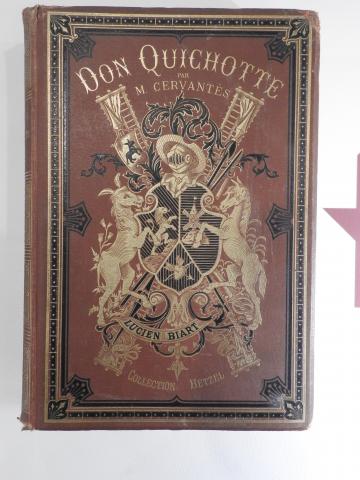 DON QUICHOTTE
PAR
M. CERVANTÈS
LUCIEN BIART
COLLECTION HETZEL